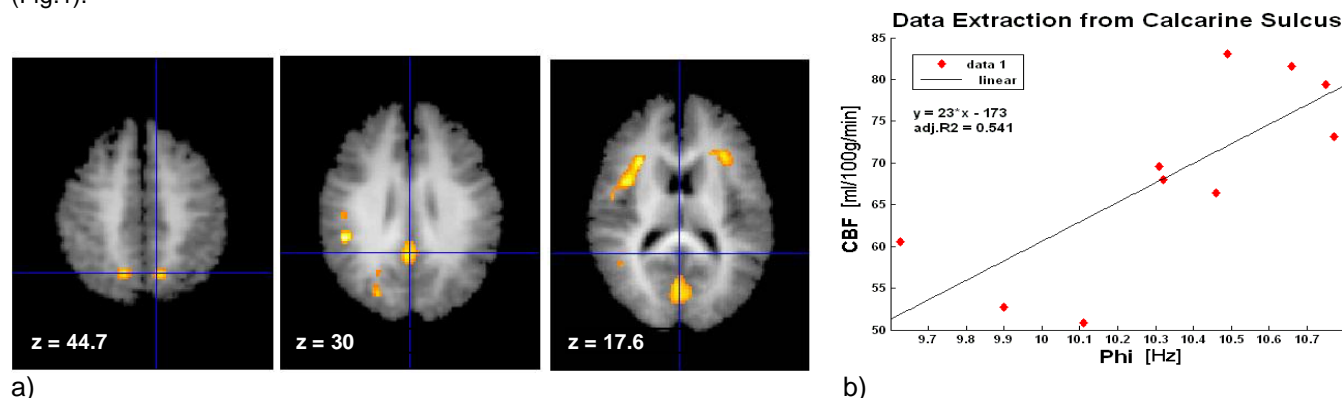 (Fig.1).
Data Extraction from Calcarine Sulcus
85
80
75
70
65
60
55
50
CBF [ml/100g/min]
data 1
linear
y = 23*x - 173
adj.R2 = 0.541
9.7 9.8 9.9 10 10.1 10.2 10.3 10.4 10.5 10.6 10.7
Phi [Hz]
z = 44.7
z = 30
z = 17.6
a)
b)